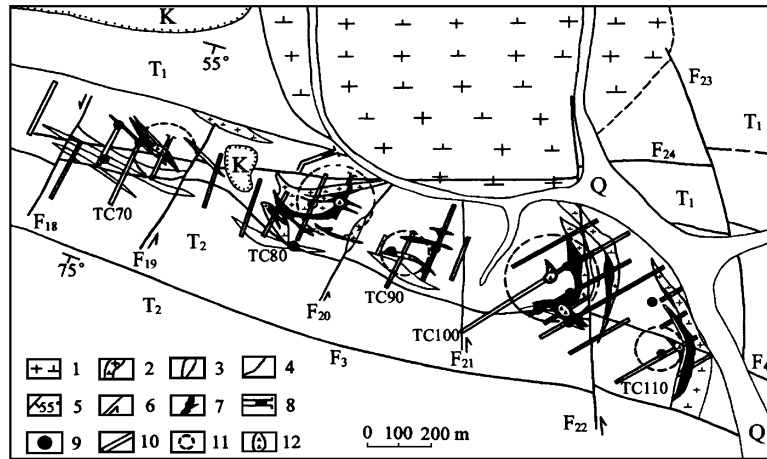 K
55°
T₁
F₂₃
T₁
F₂₄
K
Q
T₁
TC70
F₁₈
T₂
F₁₉
TC80
75°
T₂
TC90
F₂₀
TC100
F₃
F₂₁
F₄
TC110
F₂₂
Q
1 2 3 4
55° 5 6 7 8
9 10 11 12
0 100 200 m